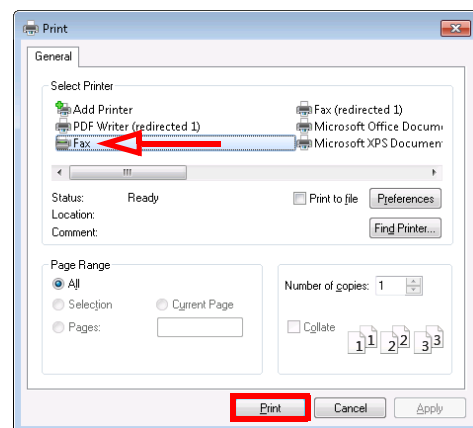 Print
General
Select Printer
Add Printer
Fax (redirected 1)
PDF Writer (redirected 1)
Microsoft Office Docum
Fax
Microsoft XPS Documen
Status: Ready
Print to file
Preferences
Location:
Comment:
Find Printer...
Page Range
All
Selection
Current Page
Pages:
Number of copies: 1
Collate
1 1 2 2 3 3
Print
Cancel
Apply